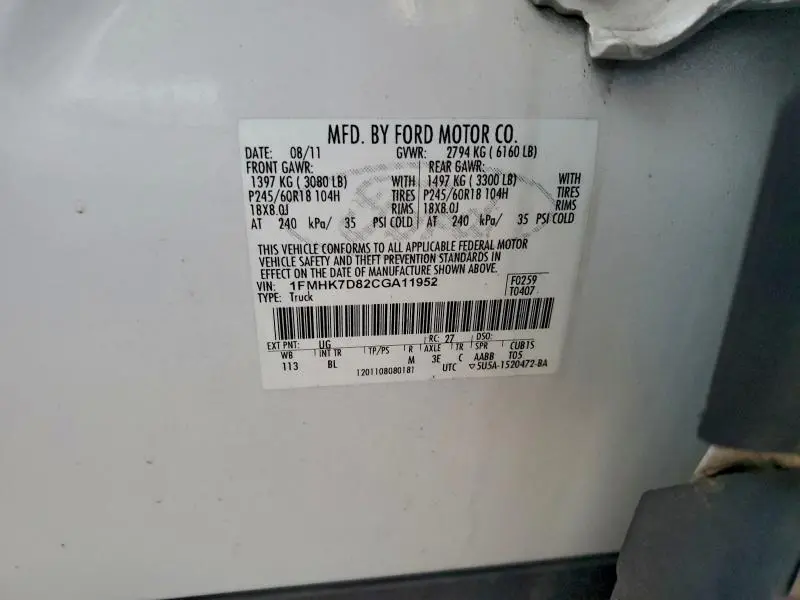 MFD. BY FORD MOTOR CO.
DATE: 08/11 GVWR: 2794 KG ( 6160 LB)
FRONT GAWR: REAR GAWR:
1397 KG ( 3080 LB) WITH 1497 KG ( 3300 LB) WITH
P245/60R18 104H TIRES P245/60R18 104H TIRES
18X8.0J RIMS 18X8.0J RIMS
AT 240 kPa/ 35 PSI COLD AT 240 kPa/ 35 PSI COLD
THIS VEHICLE CONFORMS TO ALL APPLICABLE FEDERAL MOTOR
VEHICLE SAFETY AND THEFT PREVENTION STANDARDS IN
EFFECT ON THE DATE OF MANUFACTURE SHOWN ABOVE.
VIN: 1FMHK7D82CGA11952 F0259
TYPE: Truck T0407
EXT PNT: UG RC: 27 DSO:
WB INT TR TP/PS R AXLE TR SPR CUB1S
113 BL M 3E C AABB T05
1201108080181 UTC ▽5U5A-1520472-BA